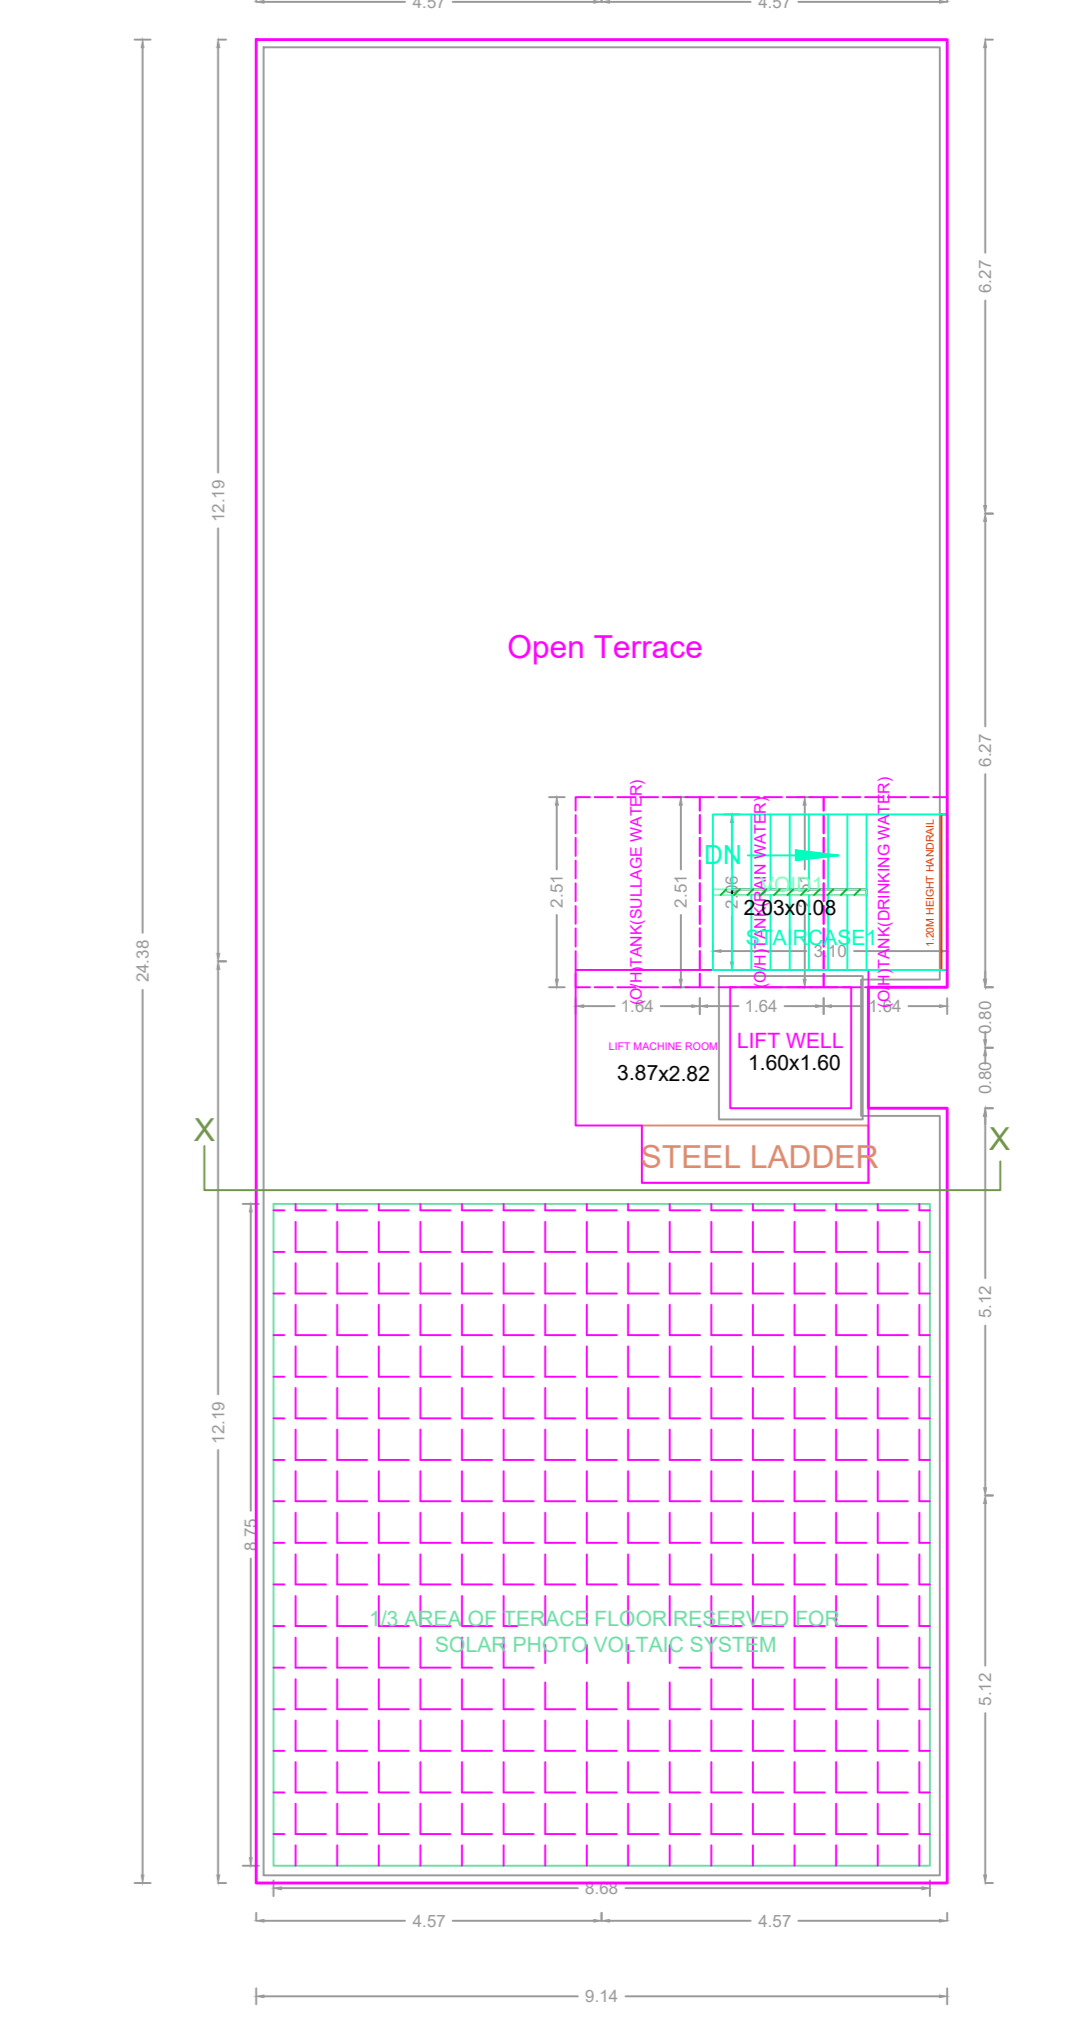 4.57
4.57
6.27
12.19
Open Terrace
6.27
(O/H)TANK(SULLAGE WATER)
(O/H)TANK(RAIN WATER)
(O/H)TANK(DRINKING WATER)
1.20M HEIGHT HANDRAIL
DN
2.51
2.51
2.06
VOID1
2.03x0.08
STAIRCASE1
3.10
24.38
1.64
1.64
1.64
0.80
LIFT MACHINE ROOM
3.87x2.82
LIFT WELL
1.60x1.60
0.80
X
X
STEEL LADDER
5.12
12.19
8.75
1/3 AREA OF TERACE FLOOR RESERVED FOR
SOLAR PHOTO VOLTAIC SYSTEM
5.12
8.68
4.57
4.57
9.14